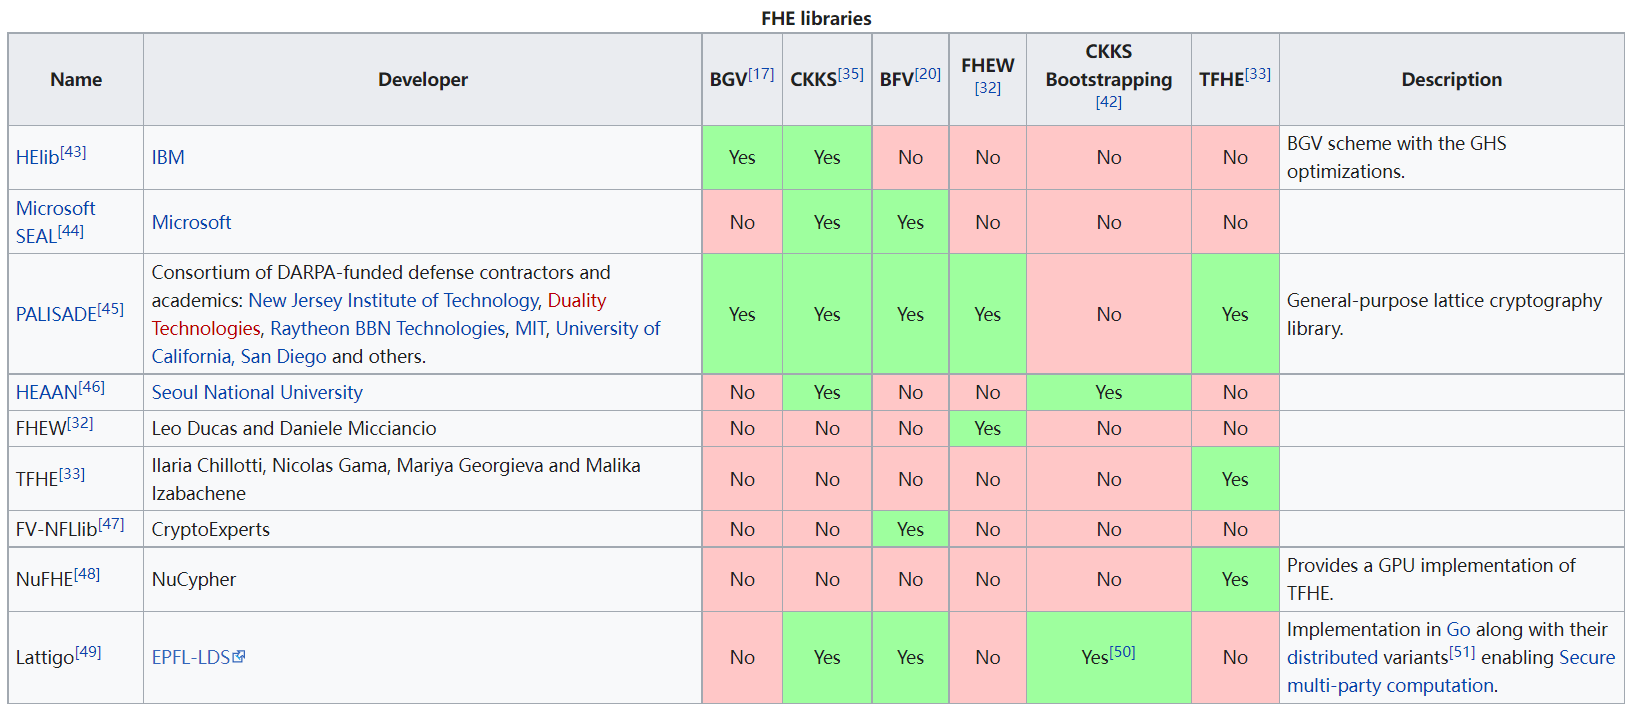 FHE libraries
Name Developer BGV[17] CKKS[35] BFV[20] FHEW[32] CKKS Bootstrapping[42] TFHE[33] Description
HElib[43] IBM Yes Yes No No No No BGV scheme with the GHS
optimizations.
Microsoft
SEAL[44] Microsoft No Yes Yes No No No
PALISADE[45] Consortium of DARPA-funded defense contractors and
academics: New Jersey Institute of Technology, Duality
Technologies, Raytheon BBN Technologies, MIT, University of
California, San Diego and others. Yes Yes Yes Yes No Yes General-purpose lattice cryptography
library.
HEAAN[46] Seoul National University No Yes No No Yes No
FHEW[32] Leo Ducas and Daniele Micciancio No No No Yes No No
TFHE[33] Ilaria Chillotti, Nicolas Gama, Mariya Georgieva and Malika
Izabachene No No No No No Yes
FV-NFLlib[47] CryptoExperts No No Yes No No No
NuFHE[48] NuCypher No No No No No Yes Provides a GPU implementation of
TFHE.
Lattigo[49] EPFL-LDS No Yes Yes No Yes[50] No Implementation in Go along with their
distributed variants[51] enabling Secure
multi-party computation.